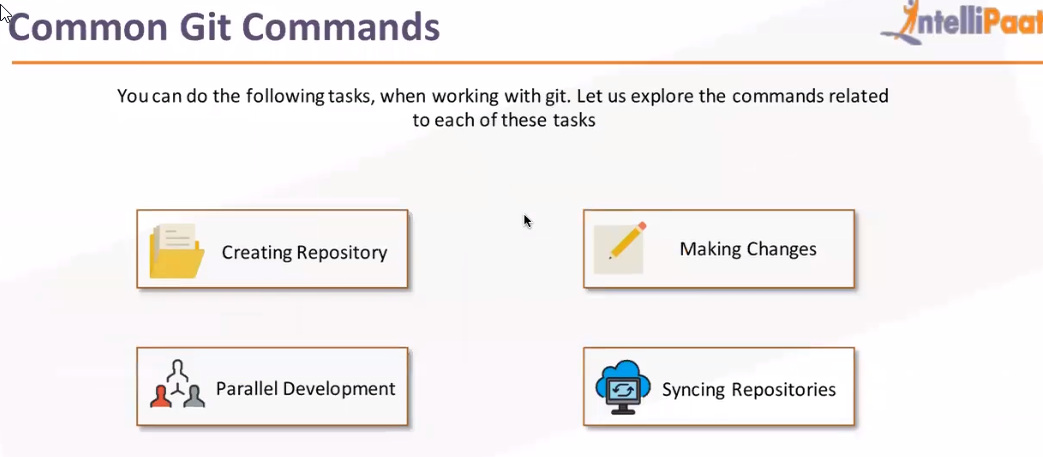 Common Git Commands
IntelliPaat
You can do the following tasks, when working with git. Let us explore the commands related
to each of these tasks
Creating Repository
Making Changes
Parallel Development
Syncing Repositories